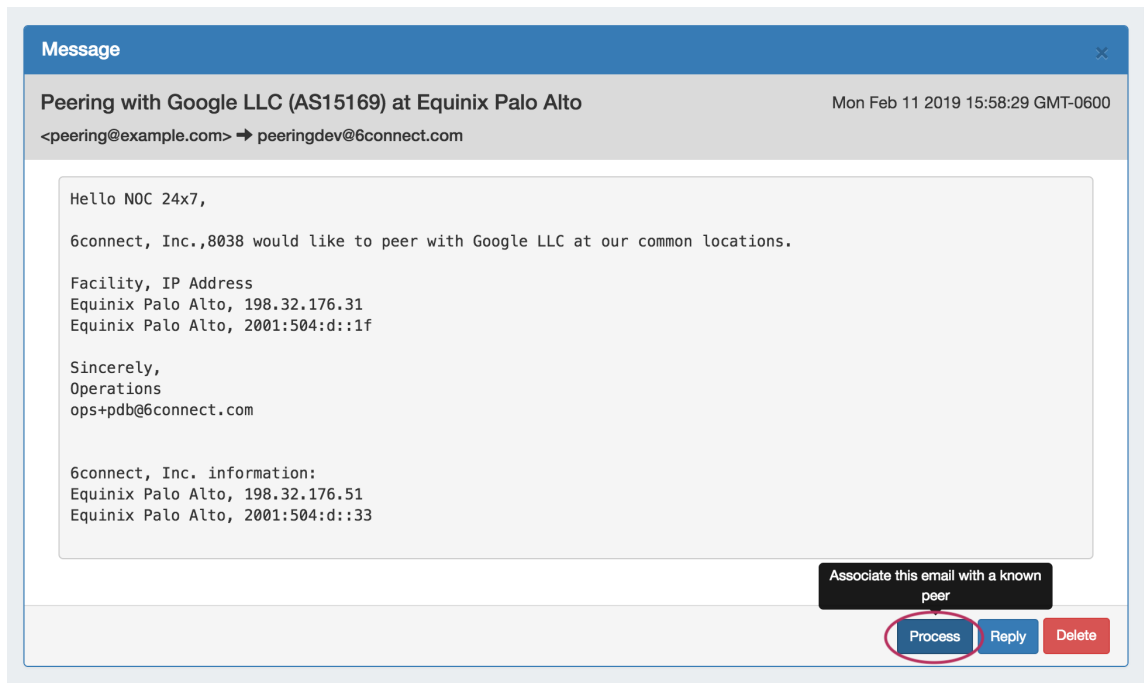 Message
×
Peering with Google LLC (AS15169) at Equinix Palo Alto
Mon Feb 11 2019 15:58:29 GMT-0600
<peering@example.com> ➔ peeringdev@6connect.com
Hello NOC 24x7,
6connect, Inc.,8038 would like to peer with Google LLC at our common locations.
Facility, IP Address
Equinix Palo Alto, 198.32.176.31
Equinix Palo Alto, 2001:504:d::1f
Sincerely,
Operations
ops+pdb@6connect.com
6connect, Inc. information:
Equinix Palo Alto, 198.32.176.51
Equinix Palo Alto, 2001:504:d::33
Associate this email with a known
peer
Process
Reply
Delete